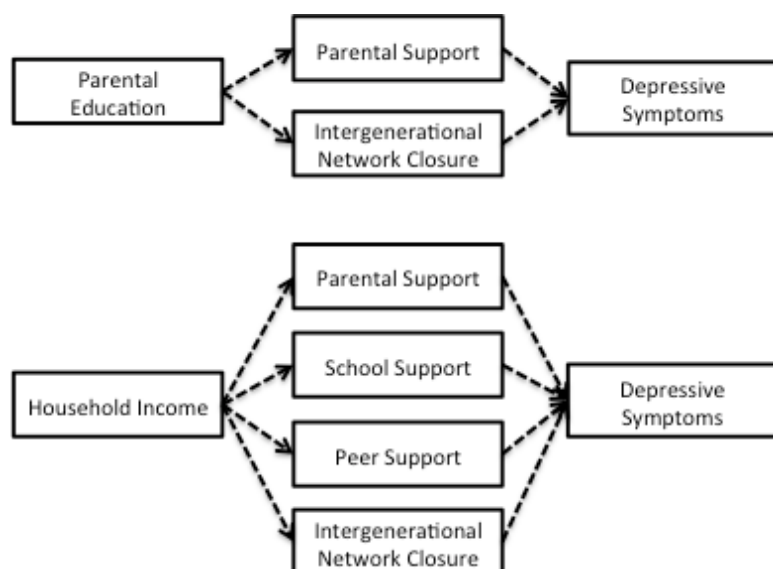 Parental Support
Parental
Education
Depressive
Symptoms
Intergenerational
Network Closure
Parental Support
School Support
Household Income
Depressive
Symptoms
Peer Support
Intergenerational
Network Closure